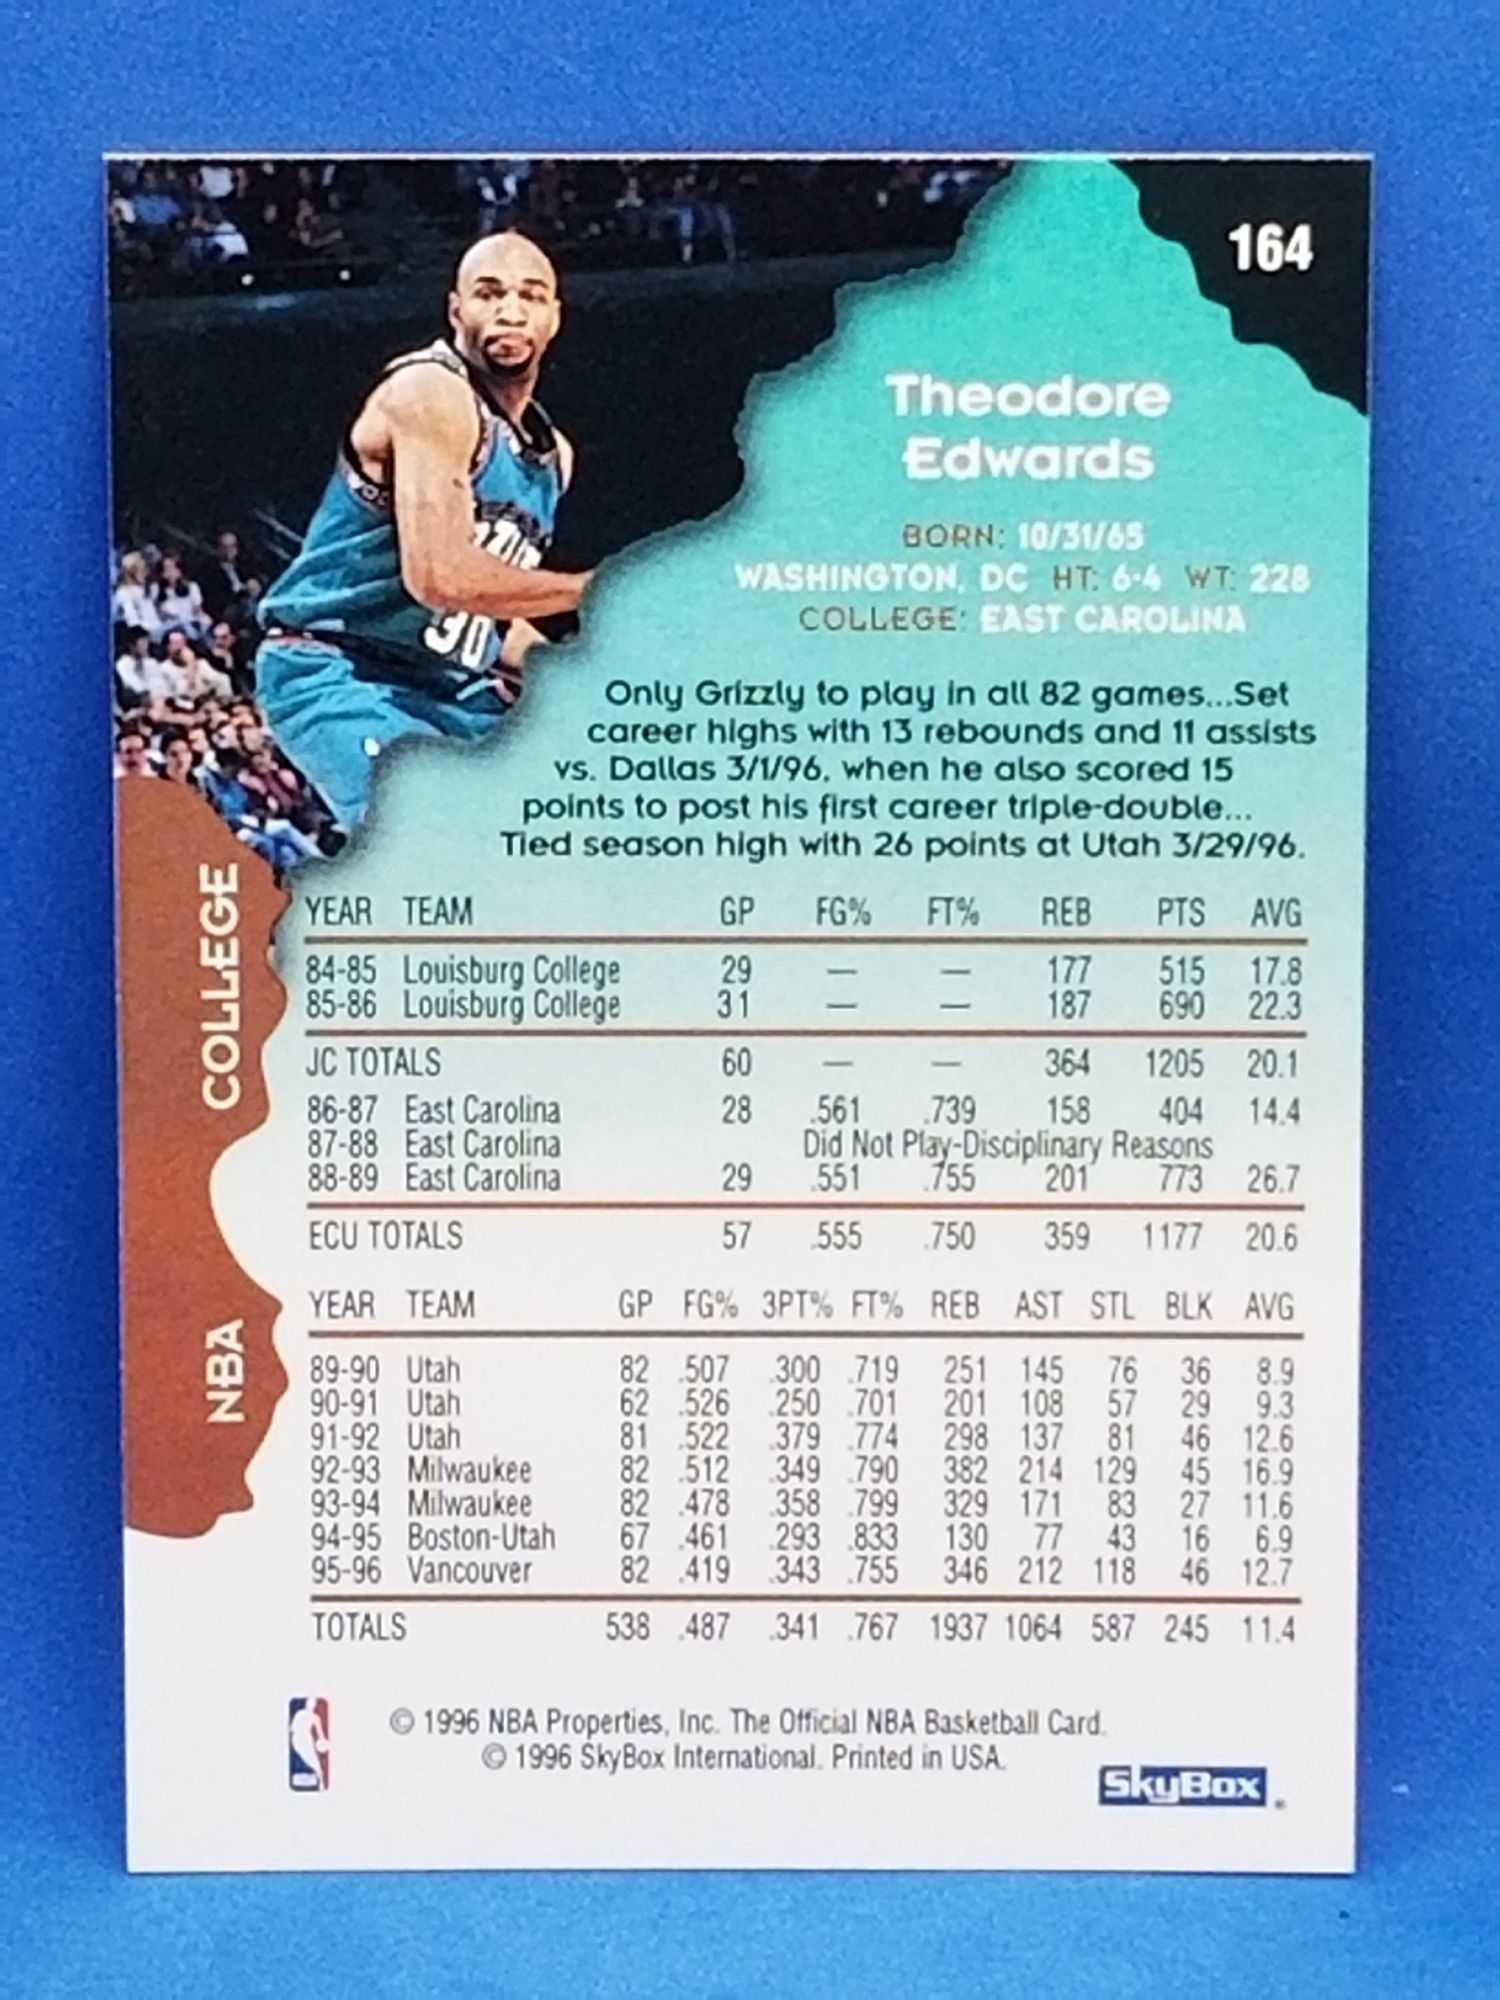 164
Theodore
Edwards
BORN: 10/31/65
WASHINGTON, DC HT: 6-4 WT: 228
COLLEGE: EAST CAROLINA
30
Only Grizzly to play in all 82 games...Set
career highs with 13 rebounds and 11 assists
vs. Dallas 3/1/96, when he also scored 15
points to post his first career triple-double...
Tied season high with 26 points at Utah 3/29/96.
COLLEGE
YEAR TEAM GP FG% FT% REB PTS AVG
84-85 Louisburg College 29 — — 177 515 17.8
85-86 Louisburg College 31 — — 187 690 22.3
JC TOTALS 60 — — 364 1205 20.1
86-87 East Carolina 28 .561 .739 158 404 14.4
87-88 East Carolina Did Not Play-Disciplinary Reasons
88-89 East Carolina 29 .551 .755 201 773 26.7
ECU TOTALS 57 .555 .750 359 1177 20.6
NBA
YEAR TEAM GP FG% 3PT% FT% REB AST STL BLK AVG
89-90 Utah 82 .507 .300 .719 251 145 76 36 8.9
90-91 Utah 62 .526 .250 .701 201 108 57 29 9.3
91-92 Utah 81 .522 .379 .774 298 137 81 46 12.6
92-93 Milwaukee 82 .512 .349 .790 382 214 129 45 16.9
93-94 Milwaukee 82 .478 .358 .799 329 171 83 27 11.6
94-95 Boston-Utah 67 .461 .293 .833 130 77 43 16 6.9
95-96 Vancouver 82 .419 .343 .755 346 212 118 46 12.7
TOTALS 538 .487 .341 .767 1937 1064 587 245 11.4
© 1996 NBA Properties, Inc. The Official NBA Basketball Card.
© 1996 SkyBox International. Printed in USA.
SkyBox